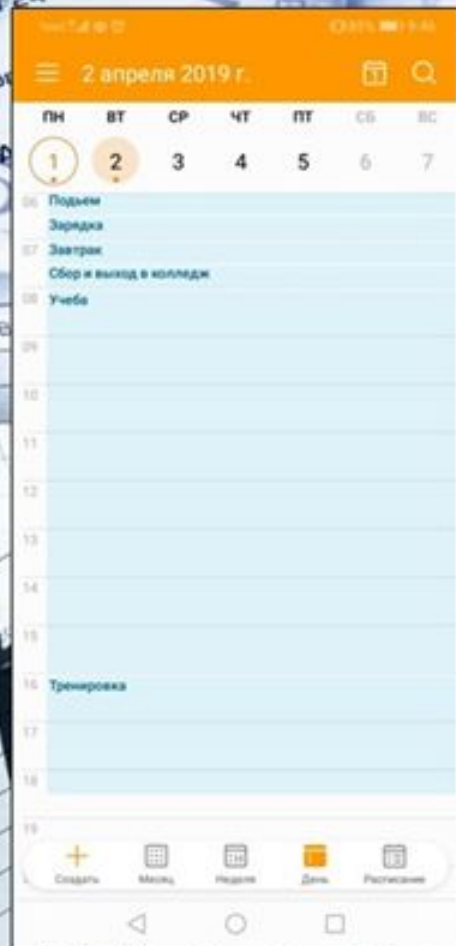 2 апреля 2019 г.
ПН ВТ СР ЧТ ПТ СБ ВС
1 2 3 4 5 6 7
06 Подъем
Зарядка
07 Завтрак
Сбор и выход в колледж
08 Учеба
09
10
11
12
13
14
15
16 Тренировка
17
18
19
Создать Месяц Неделя День Расписание